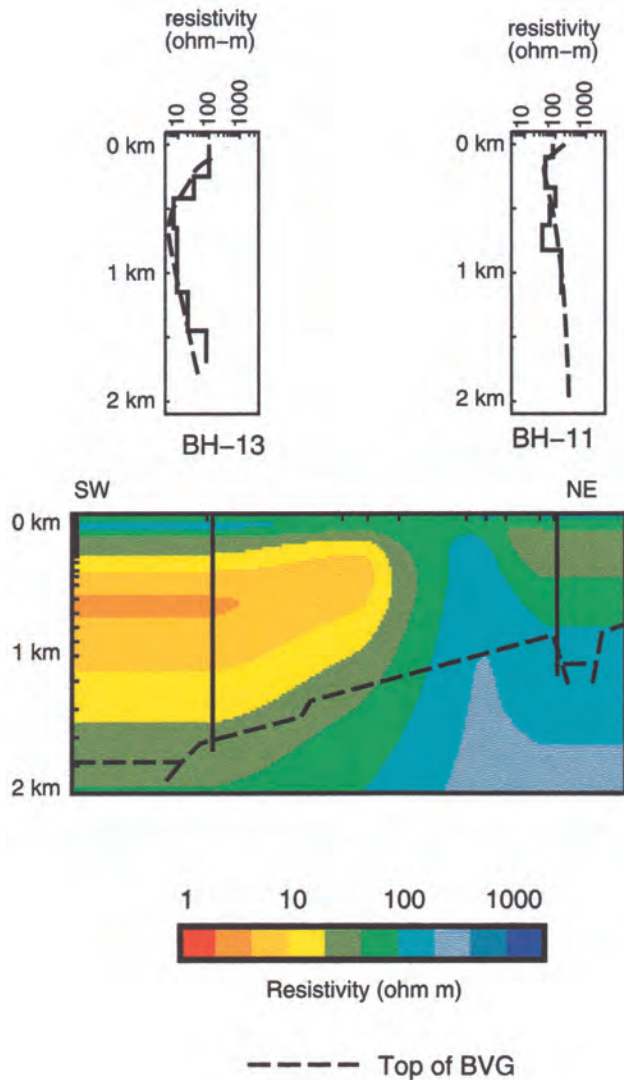 resistivity
(ohm-m)
10
100
1000
0 km
1 km
2 km
BH-13
resistivity
(ohm-m)
10
100
1000
0 km
1 km
2 km
BH-11
SW
NE
0 km
1 km
2 km
1 10 100 1000
Resistivity (ohm m)
Top of BVG